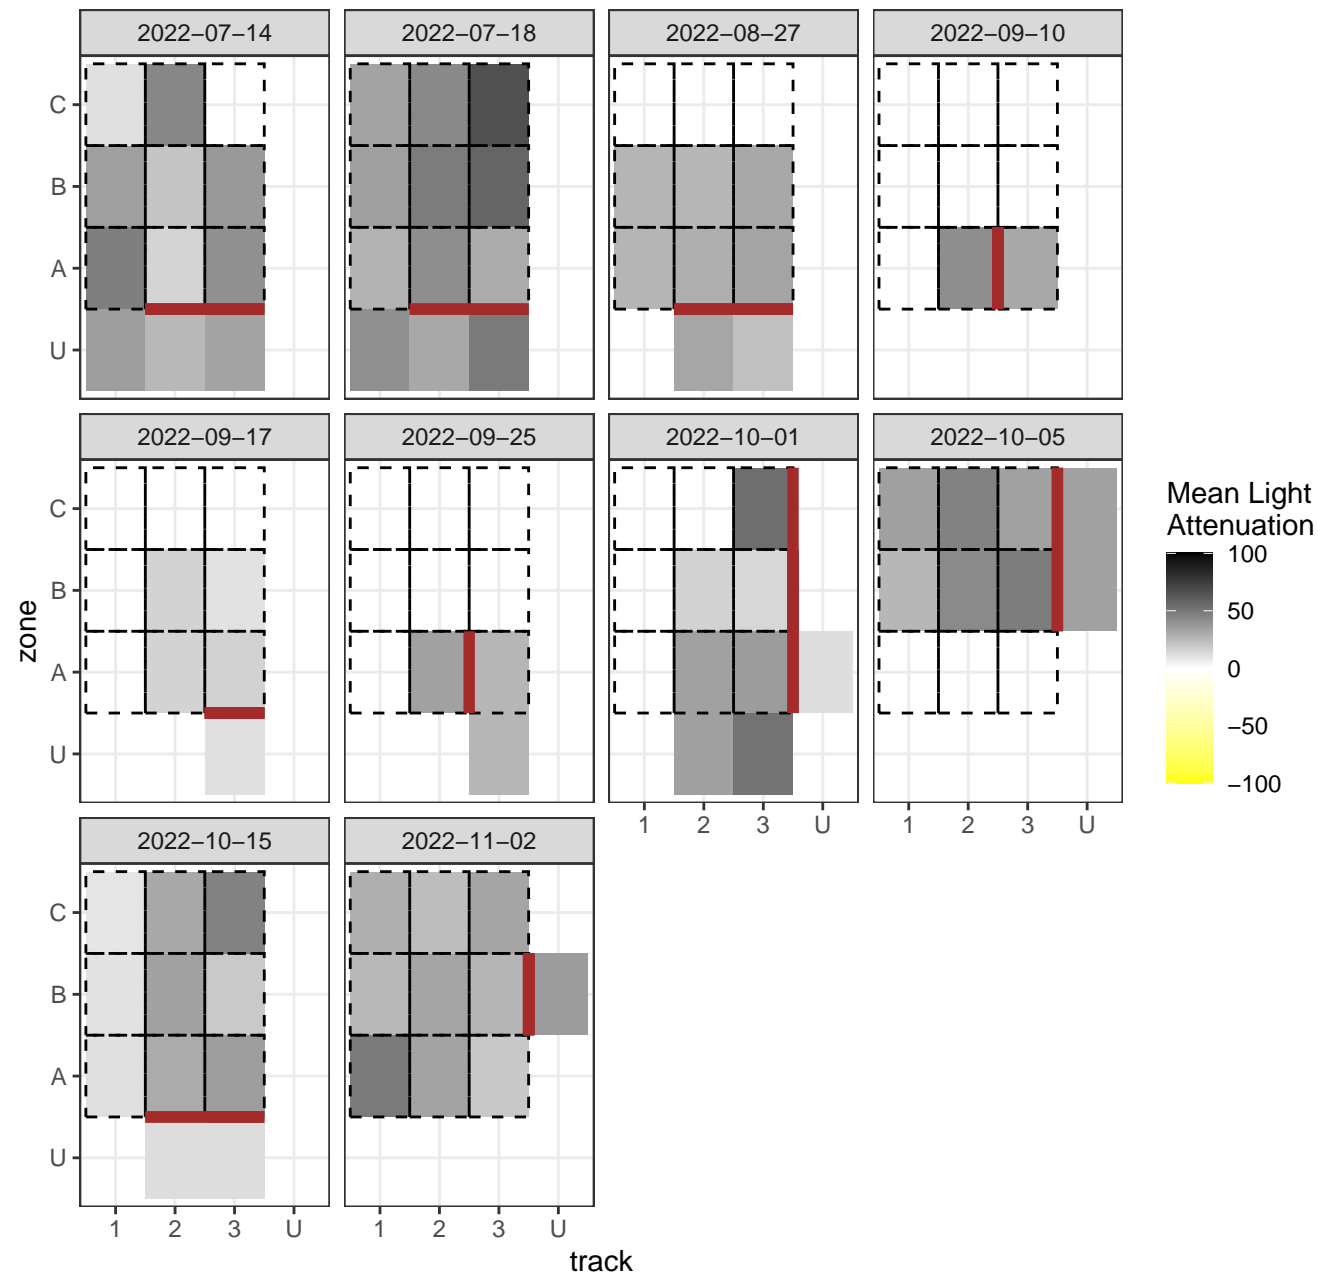 2022−07−14
2022−07−18
2022−08−27
2022−09−10
C
B
A
U
2022−09−17
2022−09−25
2022−10−01
2022−10−05
C
B
A
U
1 2 3 U
1 2 3 U
2022−10−15
2022−11−02
C
B
A
U
1 2 3 U
1 2 3 U
track
zone
Mean Light
Attenuation
100
50
0
−50
−100